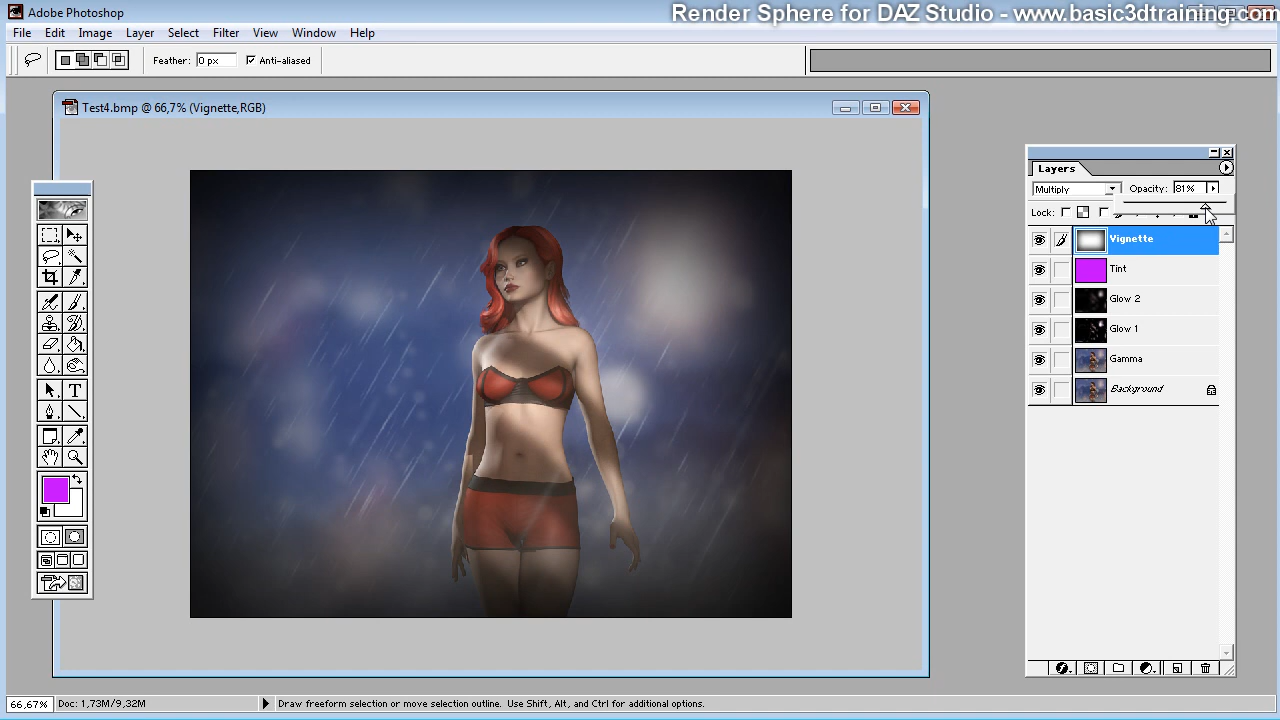 Adobe Photoshop
Render Sphere for DAZ Studio - www.basic3dtraining.com
File Edit Image Layer Select Filter View Window Help
Feather: 0 px Anti-aliased
Test4.bmp @ 66,7% (Vignette,RGB)
Layers
Multiply Opacity: 81%
Lock:
Vignette
Tint
Glow 2
Glow 1
Gamma
Background
T
66,67% Doc: 1,73M/9,32M Draw freeform selection or move selection outline. Use Shift, Alt, and Ctrl for additional options.